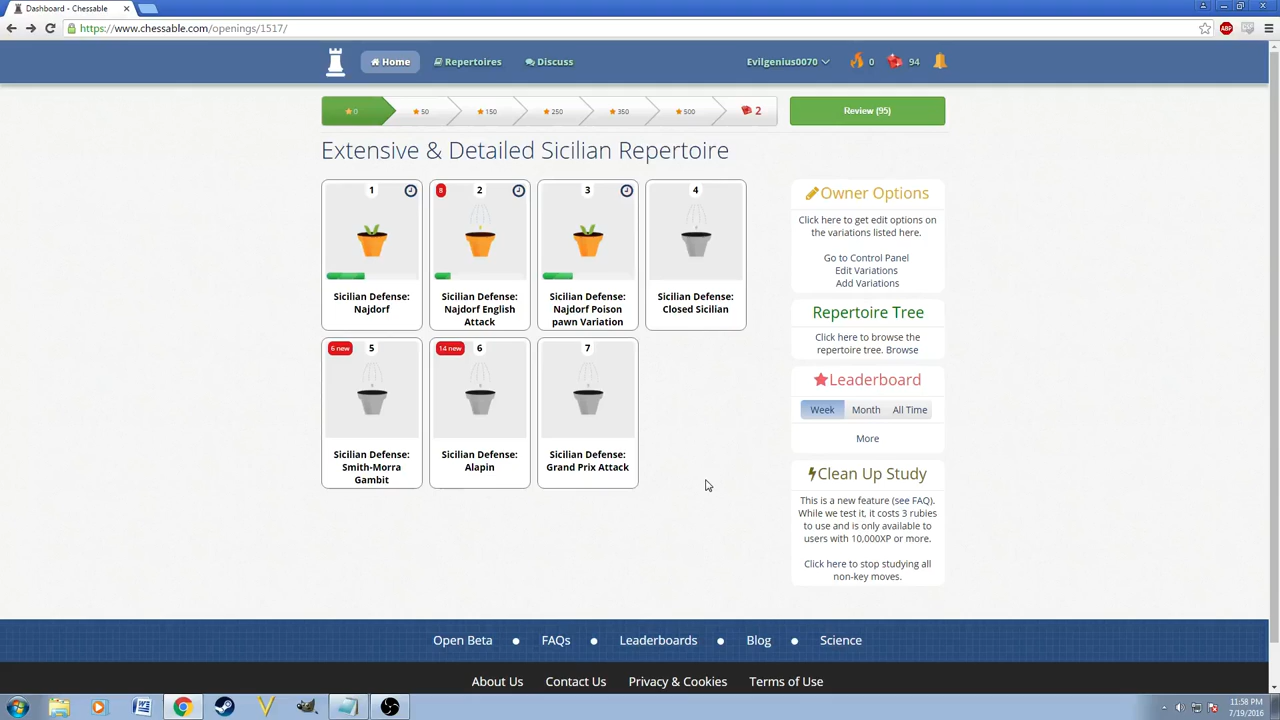 Dashboard - Chessable
https://www.chessable.com/openings/1517/
ABP
Home
Repertoires
Discuss
Evilgenius0070
0
94
0
50
150
250
350
500
2
Review (95)
Extensive & Detailed Sicilian Repertoire
1
8
2
3
4
Sicilian Defense:
Najdorf
Sicilian Defense:
Najdorf English
Attack
Sicilian Defense:
Najdorf Poison
pawn Variation
Sicilian Defense:
Closed Sicilian
6 new
5
14 new
6
7
Sicilian Defense:
Smith-Morra
Gambit
Sicilian Defense:
Alapin
Sicilian Defense:
Grand Prix Attack
Owner Options
Click here to get edit options on
the variations listed here.
Go to Control Panel
Edit Variations
Add Variations
Repertoire Tree
Click here to browse the
repertoire tree. Browse
Leaderboard
Week
Month
All Time
More
Clean Up Study
This is a new feature (see FAQ).
While we test it, it costs 3 rubies
to use and is only available to
users with 10,000XP or more.
Click here to stop studying all
non-key moves.
Open Beta
FAQs
Leaderboards
Blog
Science
About Us
Contact Us
Privacy & Cookies
Terms of Use
11:58 PM
7/19/2016